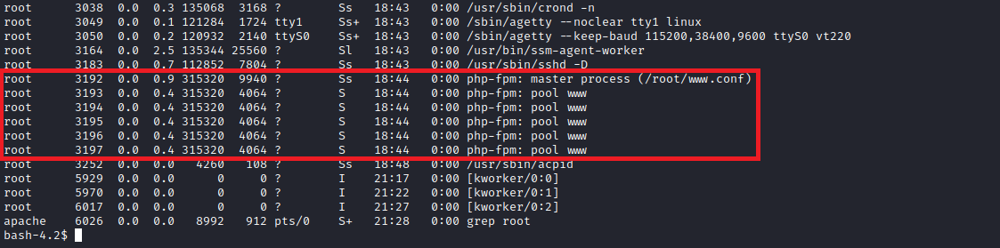 root 3038 0.0 0.3 135068 3168 ? Ss 18:43 0:00 /usr/sbin/crond -n
root 3049 0.0 0.1 121284 1724 tty1 Ss+ 18:43 0:00 /sbin/agetty --noclear tty1 linux
root 3050 0.0 0.2 120932 2140 ttyS0 Ss+ 18:43 0:00 /sbin/agetty --keep-baud 115200,38400,9600 ttyS0 vt220
root 3164 0.0 2.5 135344 25560 ? Sl 18:43 0:00 /usr/bin/ssm-agent-worker
root 3183 0.0 0.7 112852 7804 ? Ss 18:43 0:00 /usr/sbin/sshd -D
root 3192 0.0 0.9 315320 9940 ? Ss 18:44 0:00 php-fpm: master process (/root/www.conf)
root 3193 0.0 0.4 315320 4064 ? S 18:44 0:00 php-fpm: pool www
root 3194 0.0 0.4 315320 4064 ? S 18:44 0:00 php-fpm: pool www
root 3195 0.0 0.4 315320 4064 ? S 18:44 0:00 php-fpm: pool www
root 3196 0.0 0.4 315320 4064 ? S 18:44 0:00 php-fpm: pool www
root 3197 0.0 0.4 315320 4064 ? S 18:44 0:00 php-fpm: pool www
root 3252 0.0 0.0 4260 108 ? Ss 18:48 0:00 /usr/sbin/acpid
root 5929 0.0 0.0 0 0 ? I 21:17 0:00 [kworker/0:0]
root 5970 0.0 0.0 0 0 ? I 21:22 0:00 [kworker/0:1]
root 6017 0.0 0.0 0 0 ? I 21:27 0:00 [kworker/0:2]
apache 6026 0.0 0.0 8992 912 pts/0 S+ 21:28 0:00 grep root
bash-4.2$